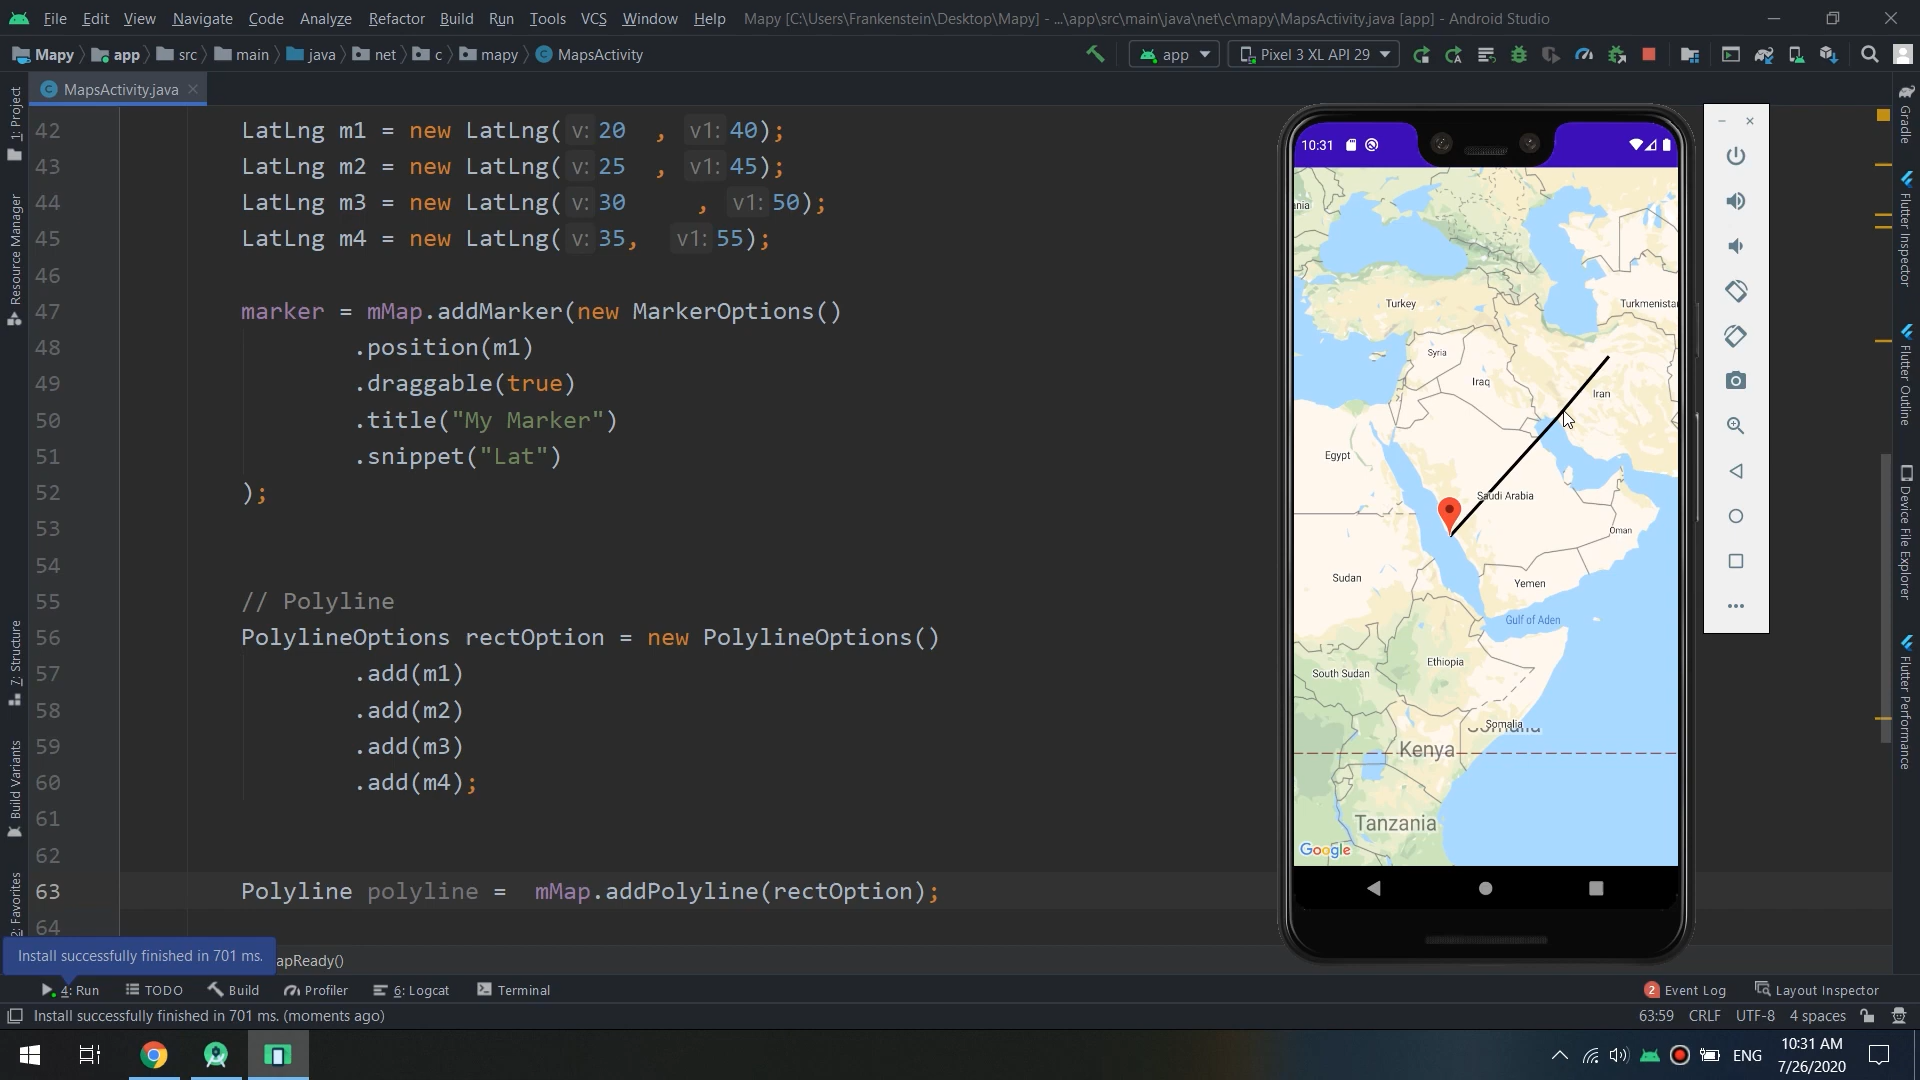 File Edit View Navigate Code Analyze Refactor Build Run Tools VCS Window Help Mapy [C:\Users\Frankenstein\Desktop\Mapy] - ...\app\src\main\java\net\c\mapy\MapsActivity.java [app] - Android Studio
Mapy app src main java net c mapy MapsActivity
app Pixel 3 XL API 29
MapsActivity.java
1: Project
Resource Manager
7: Structure
Build Variants
2: Favorites
42 LatLng m1 = new LatLng( v: 20 , v1: 40);
43 LatLng m2 = new LatLng( v: 25 , v1: 45);
44 LatLng m3 = new LatLng( v: 30 , v1: 50);
45 LatLng m4 = new LatLng( v: 35, v1: 55);
46
47 marker = mMap.addMarker(new MarkerOptions()
48 .position(m1)
49 .draggable(true)
50 .title("My Marker")
51 .snippet("Lat")
52 );
53
54
55 // Polyline
56 PolylineOptions rectOption = new PolylineOptions()
57 .add(m1)
58 .add(m2)
59 .add(m3)
60 .add(m4);
61
62
63 Polyline polyline = mMap.addPolyline(rectOption);
64
10:31
ania
Turkey
Turkmenista
Syria
Iraq
Iran
Egypt
Saudi Arabia
Oman
Sudan
Yemen
Gulf of Aden
Ethiopia
South Sudan
Somalia
Kenya
Tanzania
Google
Gradle
Flutter Inspector
Flutter Outline
Device File Explorer
Flutter Performance
Install successfully finished in 701 ms.
apReady()
4: Run TODO Build Profiler 6: Logcat Terminal
2 Event Log Layout Inspector
Install successfully finished in 701 ms. (moments ago)
63:59 CRLF UTF-8 4 spaces
ENG
10:31 AM
7/26/2020